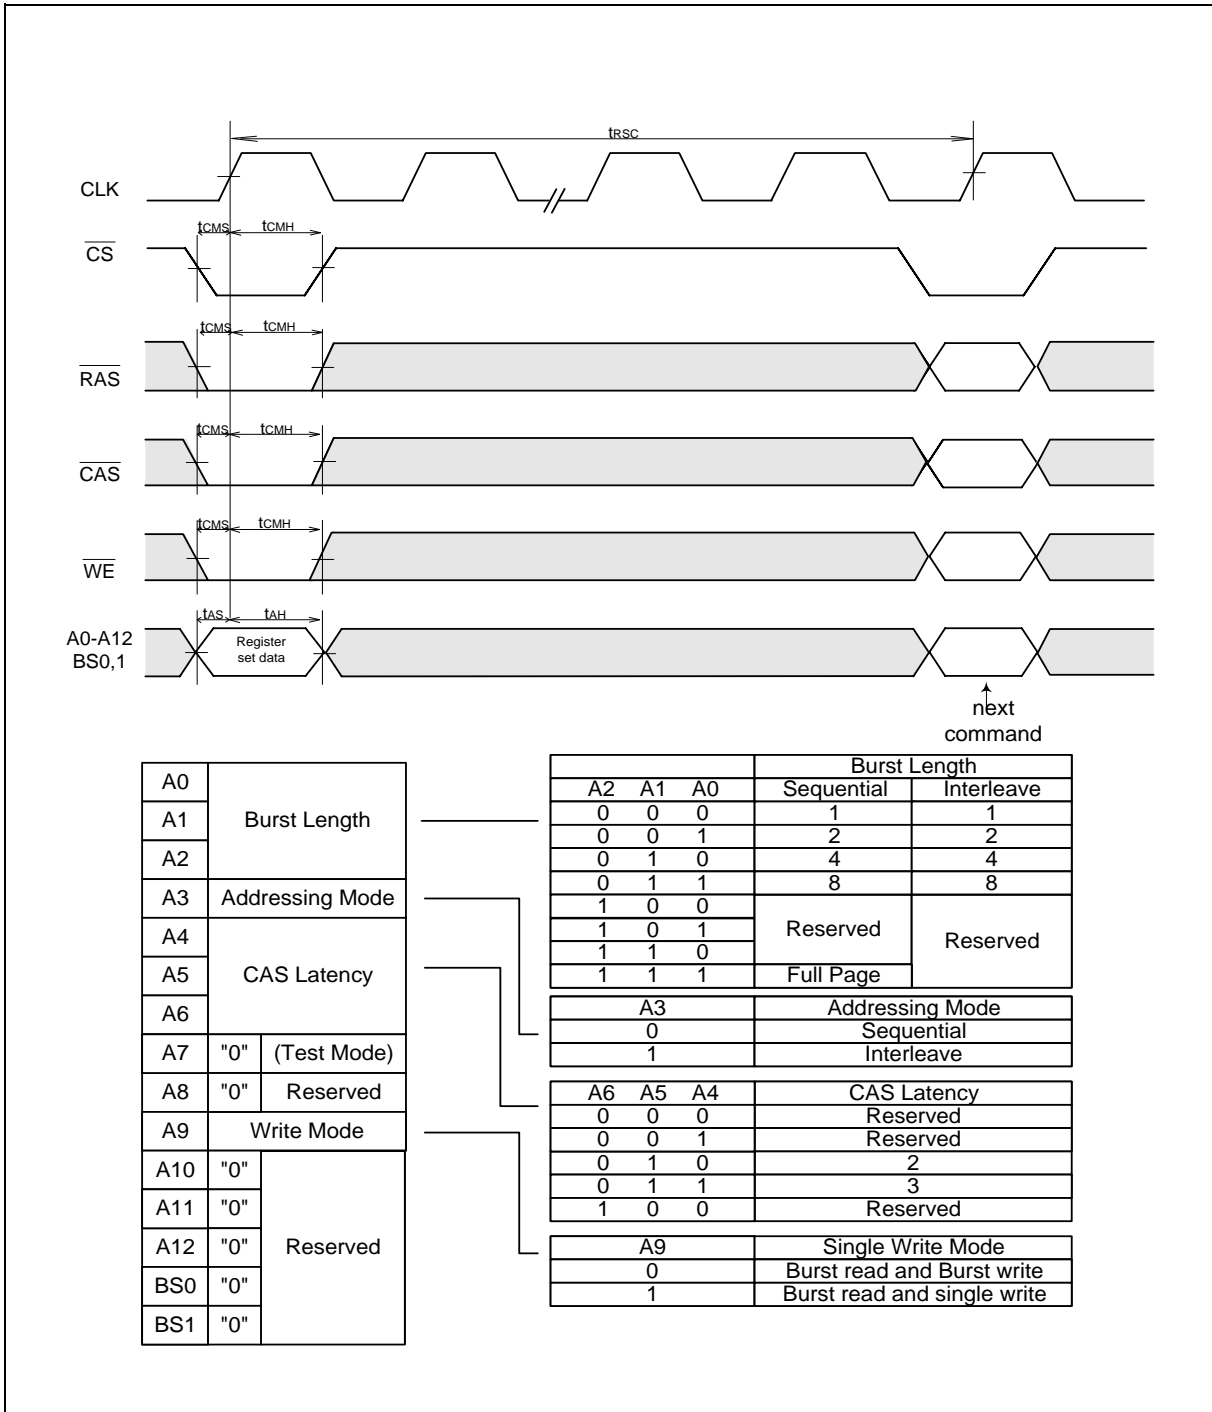 tRSC
CLK
tCMS tCMH
CS
tCMS tCMH
RAS
tCMS tCMH
CAS
tCMS tCMH
WE
tAS tAH
A0-A12
BS0,1
Register
set data
next
command
A0
A1 Burst Length
A2
A3 Addressing Mode
A4
A5 CAS Latency
A6
A7 "0" (Test Mode)
A8 "0" Reserved
A9 Write Mode
A10 "0"
A11 "0"
A12 "0" Reserved
BS0 "0"
BS1 "0"
Burst Length
A2 A1 A0 Sequential Interleave
0 0 0 1 1
0 0 1 2 2
0 1 0 4 4
0 1 1 8 8
1 0 0
1 0 1 Reserved Reserved
1 1 0
1 1 1 Full Page
A3 Addressing Mode
0 Sequential
1 Interleave
A6 A5 A4 CAS Latency
0 0 0 Reserved
0 0 1 Reserved
0 1 0 2
0 1 1 3
1 0 0 Reserved
A9 Single Write Mode
0 Burst read and Burst write
1 Burst read and single write